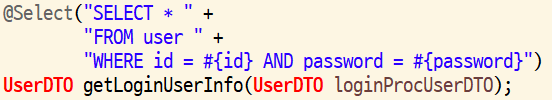 @Select("SELECT * " +
"FROM user " +
"WHERE id = #{id} AND password = #{password}")
UserDTO getLoginUserInfo(UserDTO loginProcUserDTO);